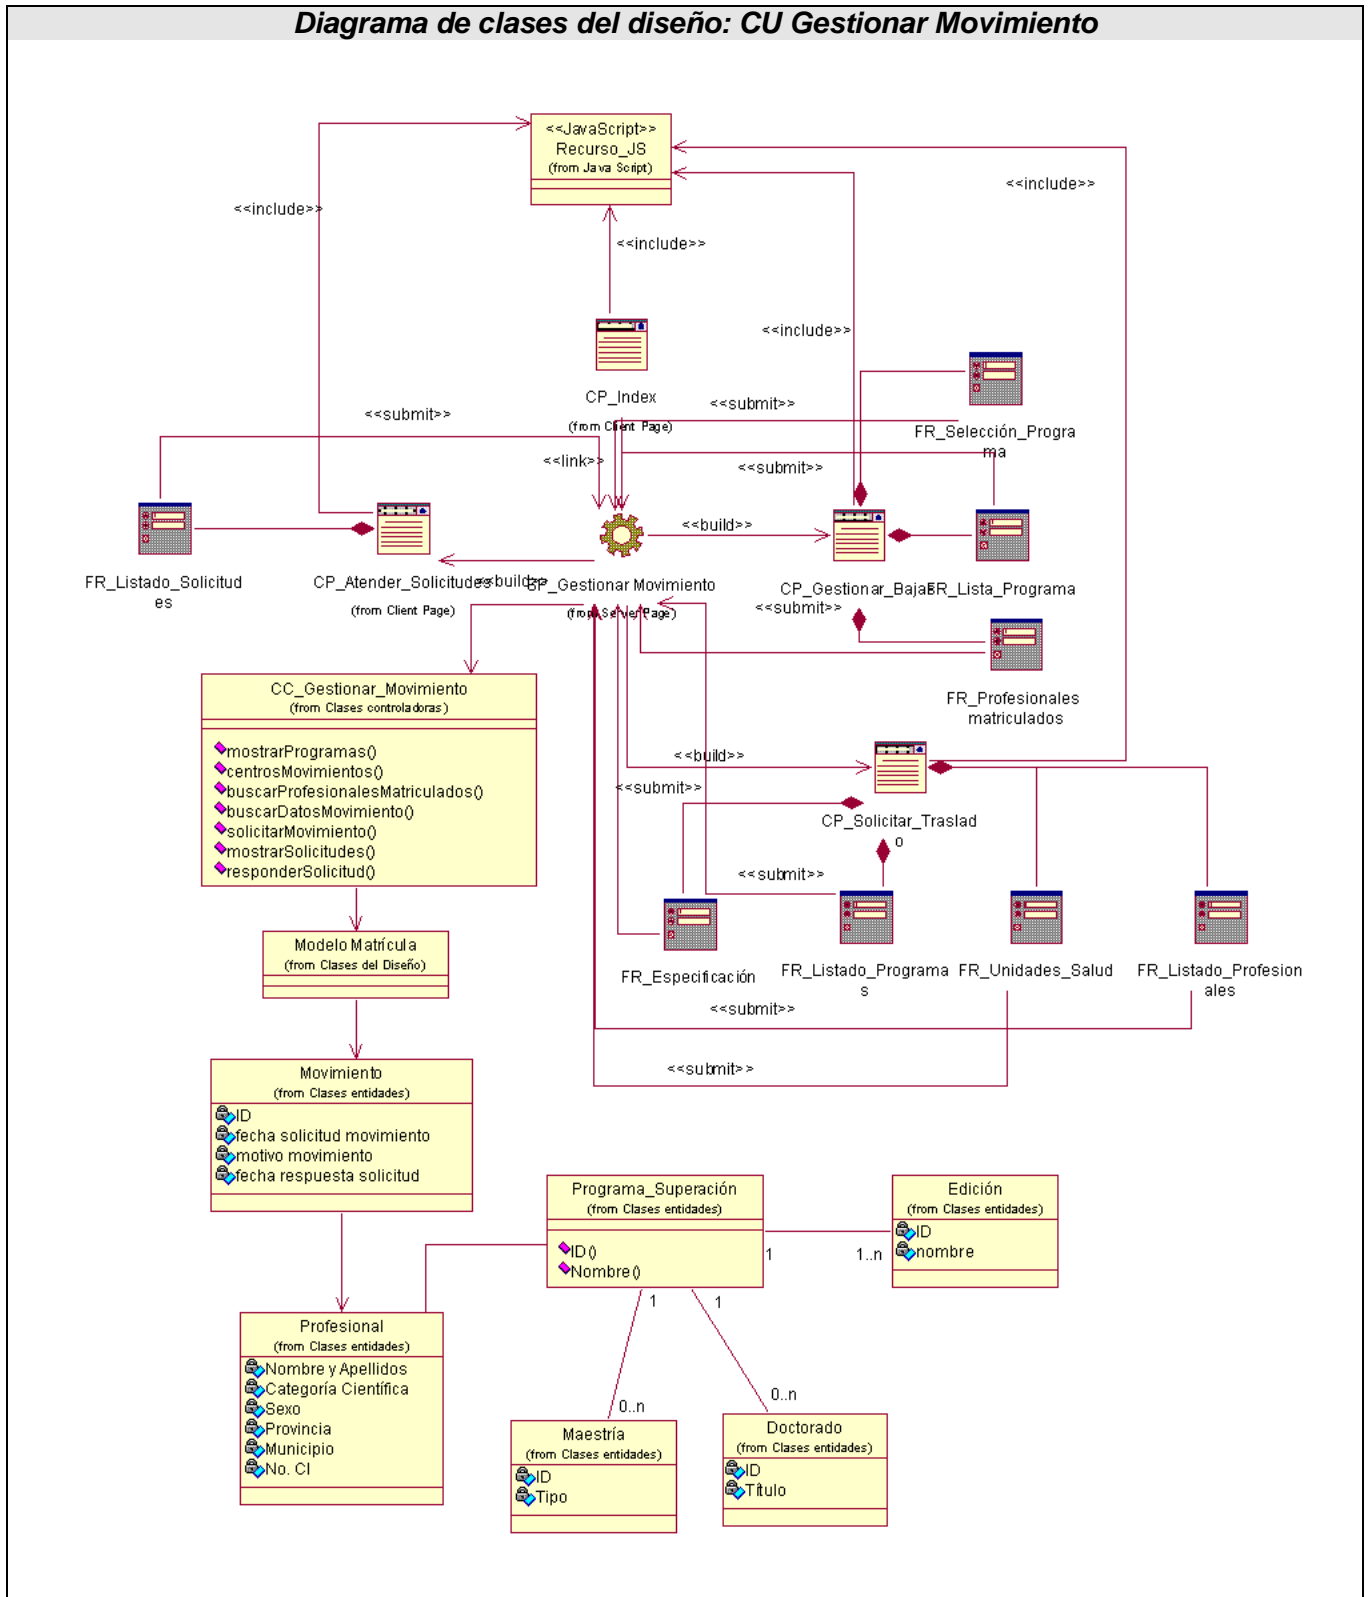 Diagrama de clases del diseño: CU Gestionar Movimiento
<<JavaScript>>
Recurso_JS
(from Java Script)
<<include>>
<<include>>
<<include>>
<<include>>
CP_Index
(from Client Page)
<<submit>>
<<submit>>
FR_Selección_Progra
ma
<<link>>
<<submit>>
<<build>>
FR_Listado_Solicitud
es
CP_Atender_Solicitudes
(from Client Page)
<<build>>
CP_Gestionar Movimiento
(from Server Page)
CP_Gestionar_Bajas
FR_Lista_Programa
<<submit>>
FR_Profesionales
matriculados
CC_Gestionar_Movimiento
(from Clases controladoras)
mostrarProgramas()
centrosMovimientos()
buscarProfesionalesMatriculados()
buscarDatosMovimiento()
solicitarMovimiento()
mostrarSolicitudes()
responderSolicitud()
<<build>>
<<submit>>
CP_Solicitar_Traslad
o
<<submit>>
Modelo Matrícula
(from Clases del Diseño)
FR_Especificación
FR_Listado_Programa
s
FR_Unidades_Salud
FR_Listado_Profesion
ales
<<submit>>
<<submit>>
Movimiento
(from Clases entidades)
ID
fecha solicitud movimiento
motivo movimiento
fecha respuesta solicitud
Programa_Superación
(from Clases entidades)
ID()
Nombre()
1
1..n
Edición
(from Clases entidades)
ID
nombre
1
1
Profesional
(from Clases entidades)
Nombre y Apellidos
Categoría Científica
Sexo
Provincia
Municipio
No. CI
0..n
0..n
Maestría
(from Clases entidades)
ID
Tipo
Doctorado
(from Clases entidades)
ID
Título